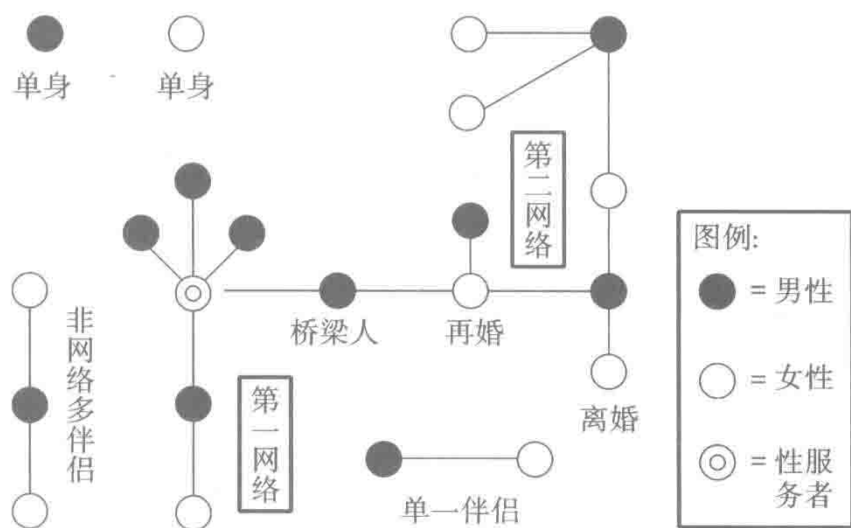 单身
单身
第二网络
图例:
= 男性
= 女性
= 性服
务者
非网络多伴侣
桥梁人
再婚
第一网络
离婚
单一伴侣